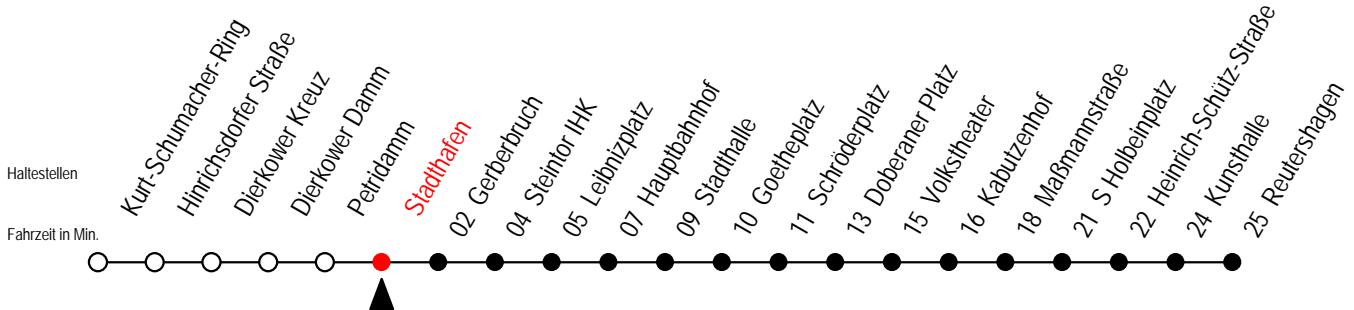 Haltestellen
Fahrzeit in Min.
Kurt-Schumacher-Ring
Hinrichsdorfer Straße
Dierkower Kreuz
Dierkower Damm
Petridamm
Stadthafen
02 Gerberbruch
04 Steintor IHK
05 Leibnizplatz
07 Hauptbahnhof
09 Stadthalle
10 Goetheplatz
11 Schröderplatz
13 Doberaner Platz
15 Volkstheater
16 Kabutzenhof
18 Maßmannstraße
21 S Holbeinplatz
22 Heinrich-Schütz-Straße
24 Kunsthalle
25 Reutershagen